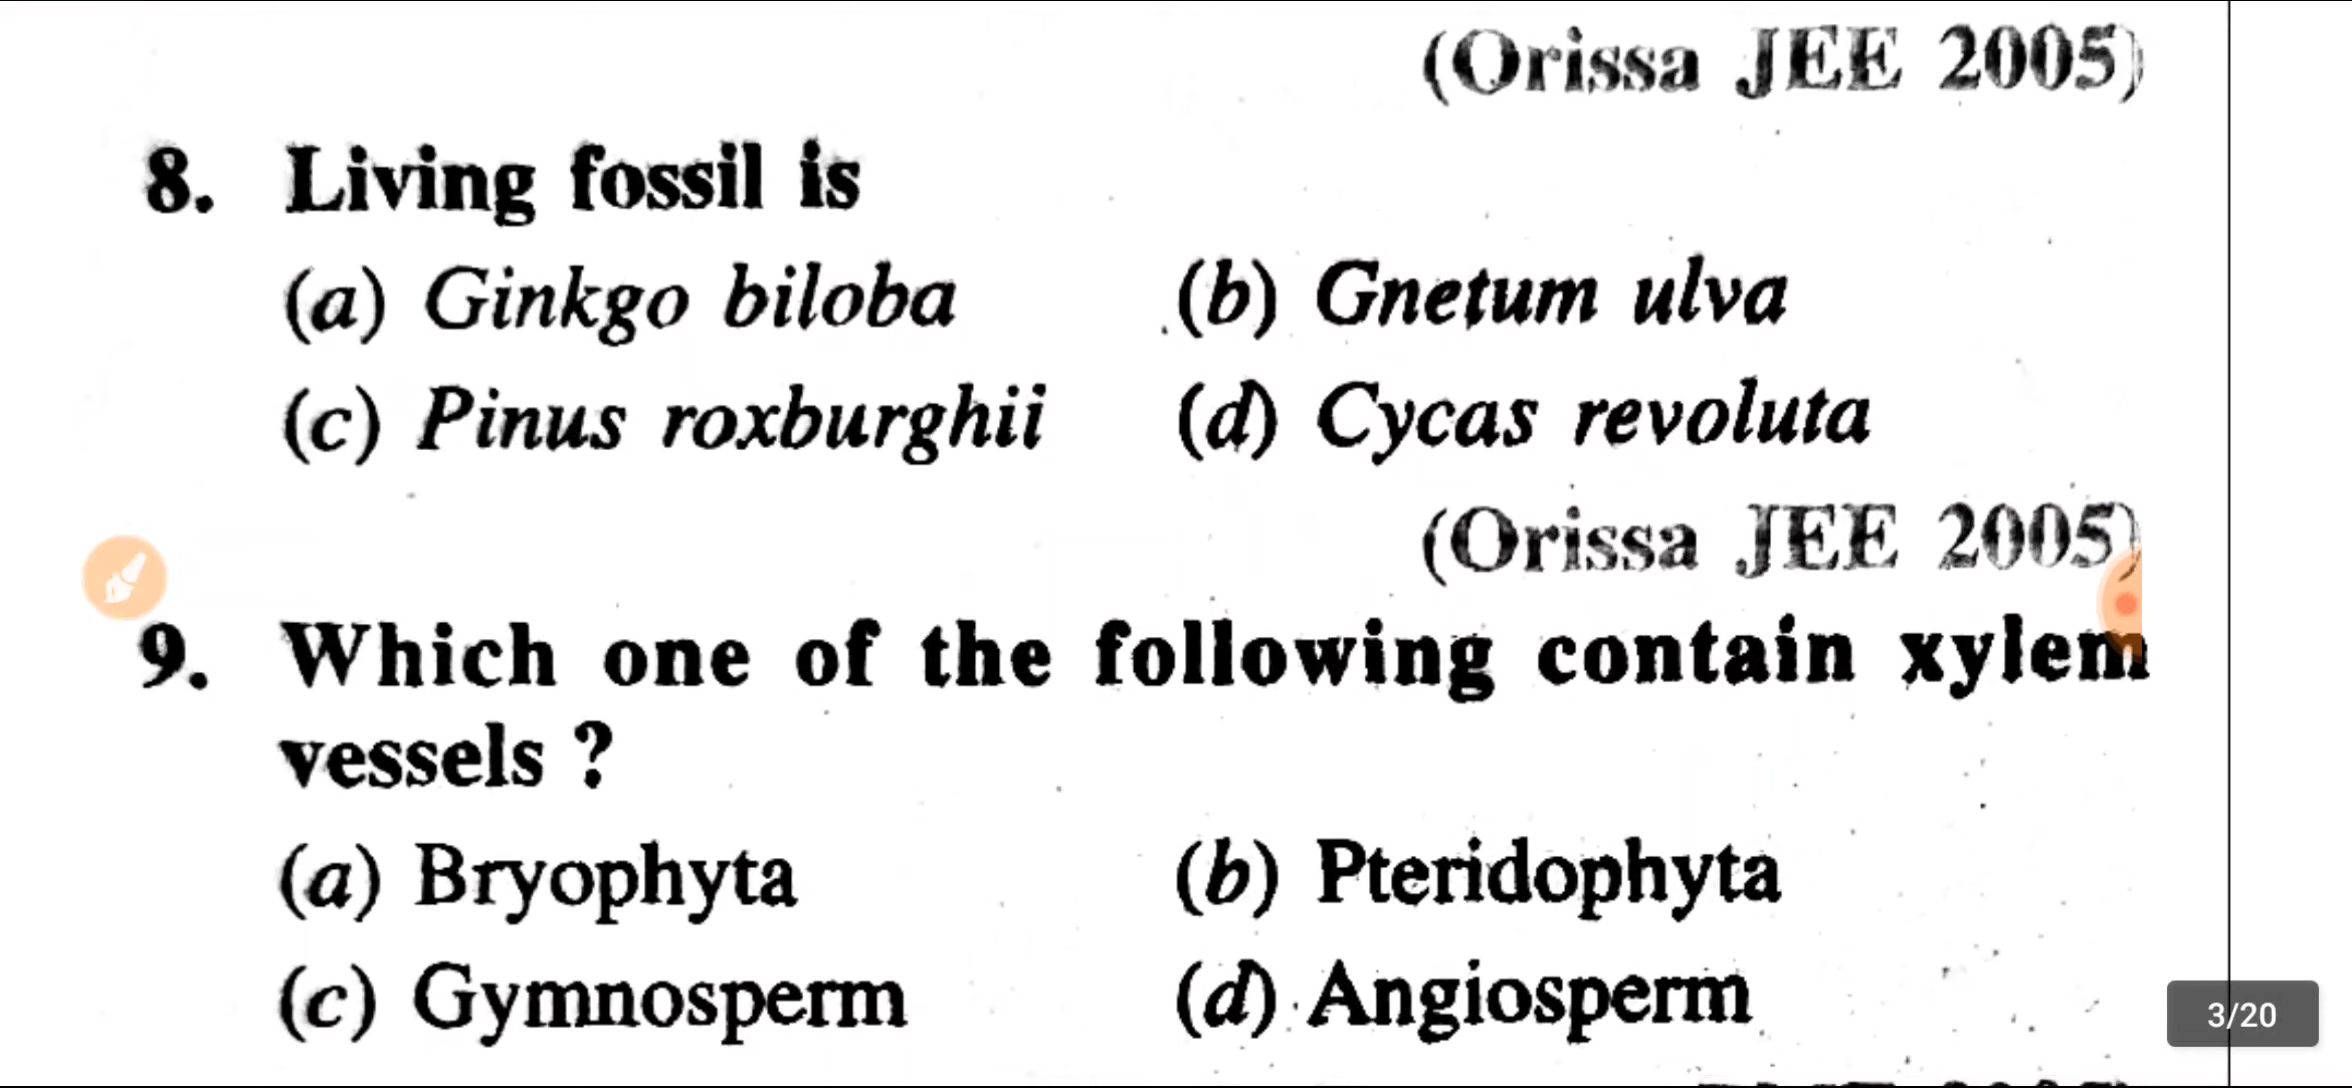 (Orissa JEE 2005)
8. Living fossil is
(a) Ginkgo biloba (b) Gnetum ulva
(c) Pinus roxburghii (d) Cycas revoluta
(Orissa JEE 2005)
9. Which one of the following contain xylem
vessels ?
(a) Bryophyta (b) Pteridophyta
(c) Gymnosperm (d) Angiosperm
3/20